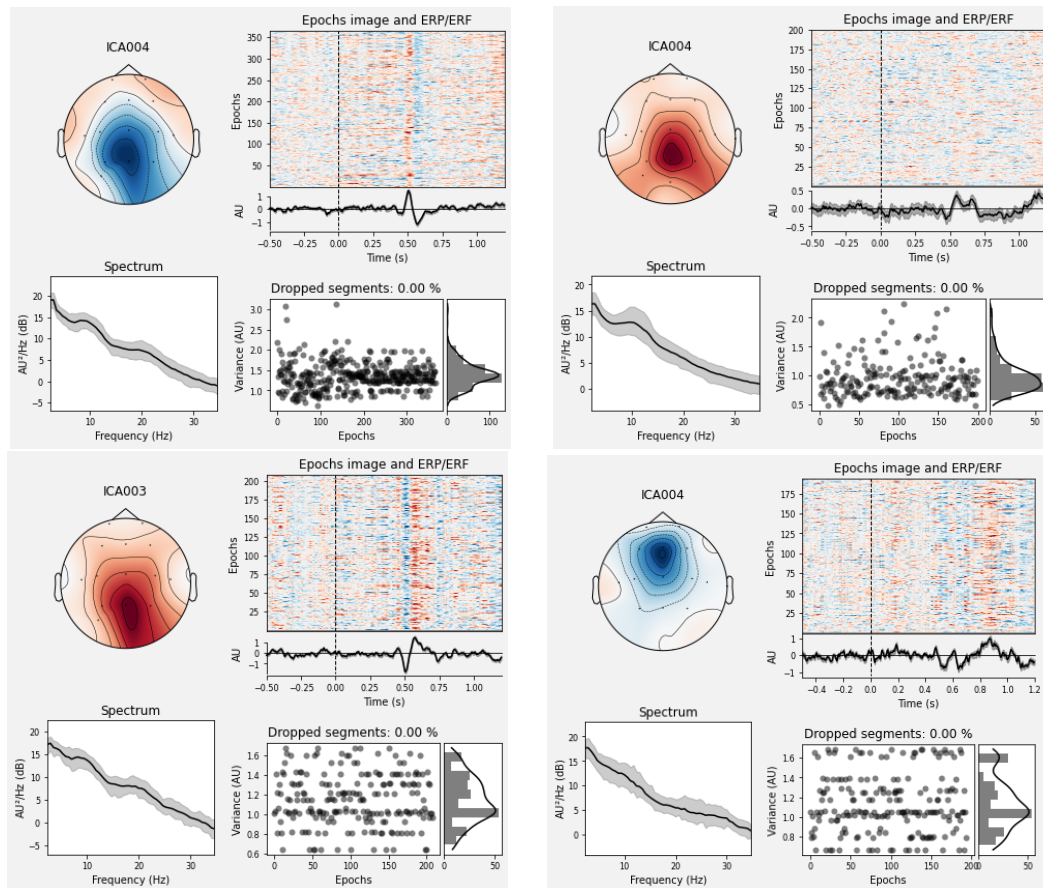 Epochs image and ERP/ERF
ICA004
Epochs
350
300
250
200
150
100
50
AU
1
0
−1
−0.50 −0.25 0.00 0.25 0.50 0.75 1.00
Time (s)
Spectrum
AU²/Hz (dB)
20
15
10
5
0
−5
10 20 30
Frequency (Hz)
Dropped segments: 0.00 %
Variance (AU)
3.0
2.5
2.0
1.5
1.0
0 100 200 300
0 50 100
Epochs
Epochs image and ERP/ERF
ICA004
Epochs
200
175
150
125
100
75
50
25
AU
0.5
0.0
−0.5
−0.50 −0.25 0.00 0.25 0.50 0.75 1.00
Time (s)
Spectrum
AU²/Hz (dB)
15
10
5
0
10 20 30
Frequency (Hz)
Dropped segments: 0.00 %
Variance (AU)
2.0
1.5
1.0
0.5
0 50 100 150 200
0 50
Epochs
Epochs image and ERP/ERF
ICA003
Epochs
200
175
150
125
100
75
50
25
AU
1
0
−1
−0.50 −0.25 0.00 0.25 0.50 0.75 1.00
Time (s)
Spectrum
AU²/Hz (dB)
20
15
10
5
0
−5
10 20 30
Frequency (Hz)
Dropped segments: 0.00 %
Variance (AU)
1.6
1.4
1.2
1.0
0.8
0.6
0 50 100 150 200
0 50
Epochs
Epochs image and ERP/ERF
ICA004
Epochs
175
150
125
100
75
50
25
AU
1
0
−1
−0.4 −0.2 0.0 0.2 0.4 0.6 0.8 1.0 1.2
Time (s)
Spectrum
AU²/Hz (dB)
20
15
10
5
0
10 20 30
Frequency (Hz)
Dropped segments: 0.00 %
Variance (AU)
1.6
1.4
1.2
1.0
0.8
0 50 100 150 200
0 50
Epochs